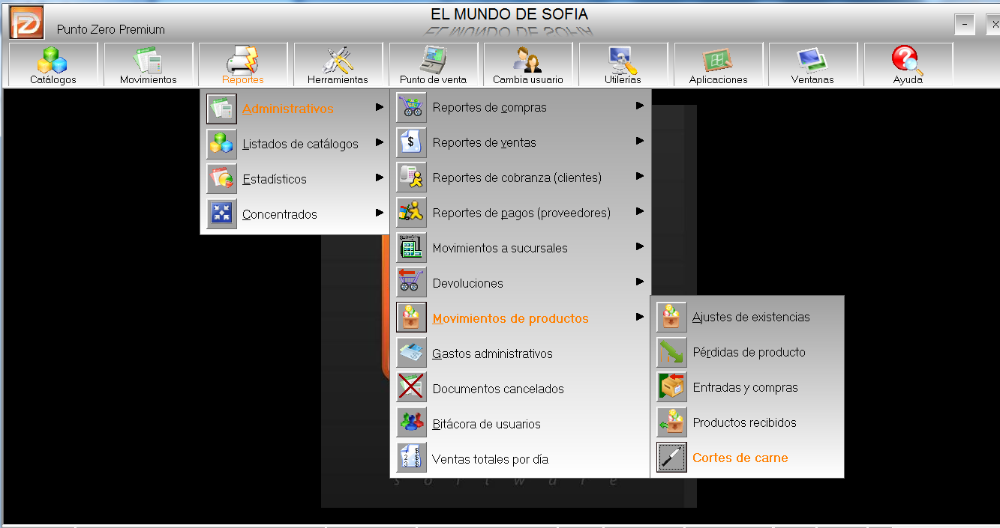 EL MUNDO DE SOFIA
Punto Zero Premium
Catálogos Movimientos Reportes Herramientas Punto de venta Cambia usuario Utilerías Aplicaciones Ventanas Ayuda
Administrativos
Listados de catálogos
Estadísticos
Concentrados
Reportes de compras
Reportes de ventas
Reportes de cobranza (clientes)
Reportes de pagos (proveedores)
Movimientos a sucursales
Devoluciones
Movimientos de productos
Gastos administrativos
Documentos cancelados
Bitácora de usuarios
Ventas totales por día
Ajustes de existencias
Pérdidas de producto
Entradas y compras
Productos recibidos
Cortes de carne
software